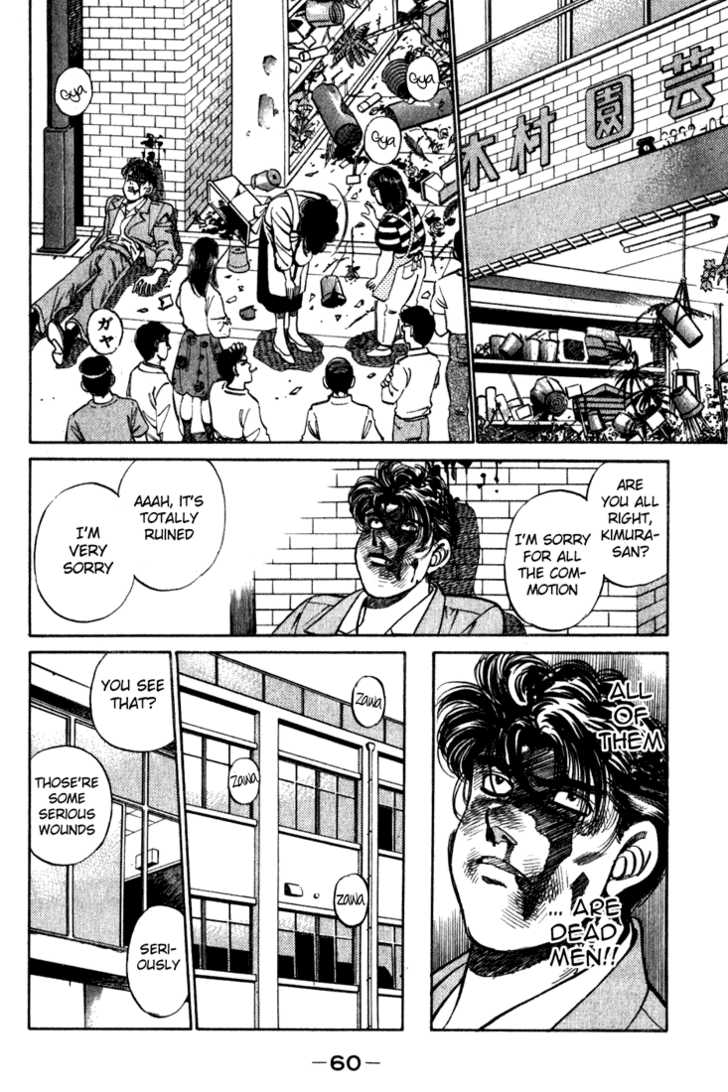 木村園芸
Gya
Gya
Gya
ガヤ
ARE
YOU ALL
RIGHT,
KIMURA-
SAN?
I'M SORRY
FOR ALL
THE COM-
MOTION
AAAH, IT'S
TOTALLY
RUINED
I'M
VERY
SORRY
ALL
OF
THEM
... ARE
DEAD
MEN!!
ZAWA
ZAWA
ZAWA
YOU SEE
THAT?
THOSE'RE
SOME
SERIOUS
WOUNDS
SERI-
OUSLY
—60—